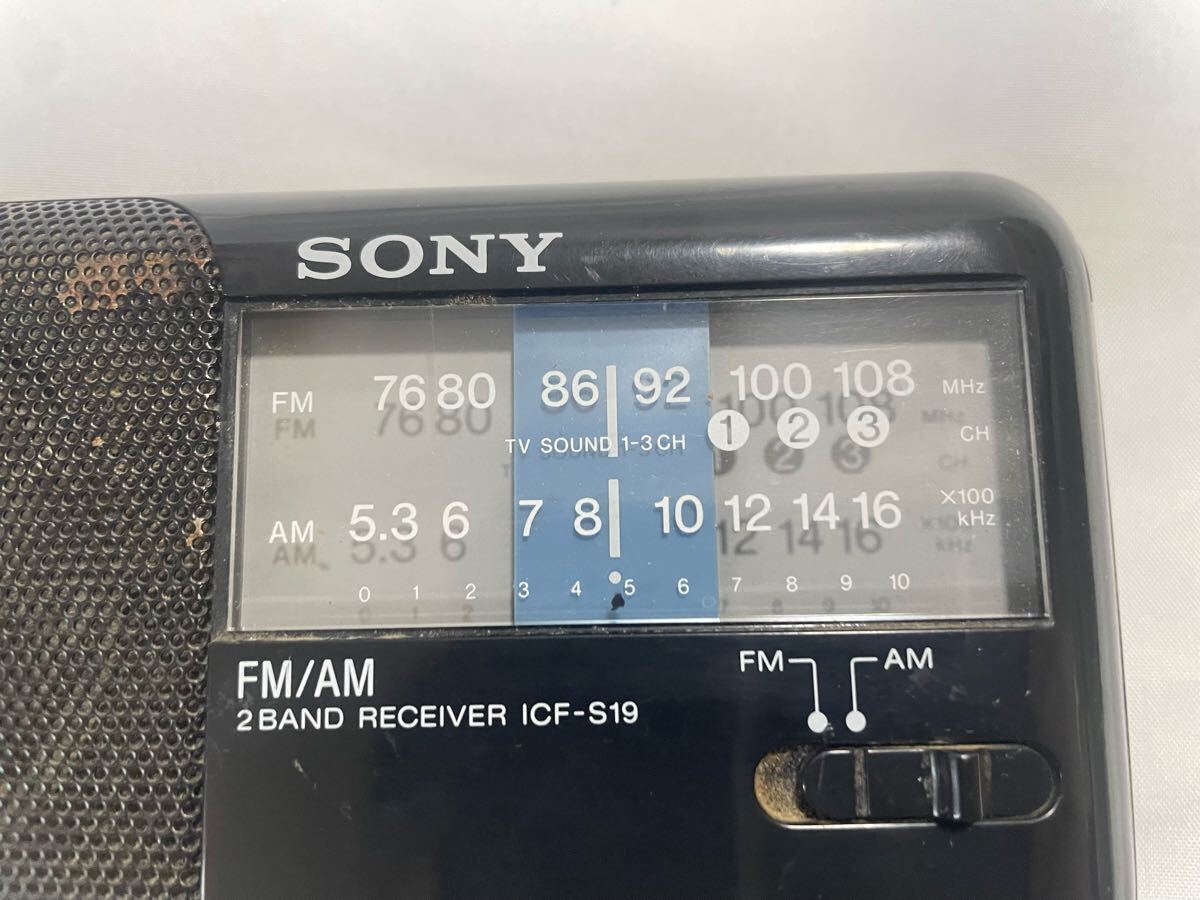 SONY
FM 76 80 86 92 100 108 MHz
TV SOUND 1-3 CH 1 2 3 CH
AM 5.3 6 7 8 10 12 14 16 X100 kHz
0 1 2 3 4 5 6 7 8 9 10
FM/AM
2 BAND RECEIVER ICF-S19
FM AM